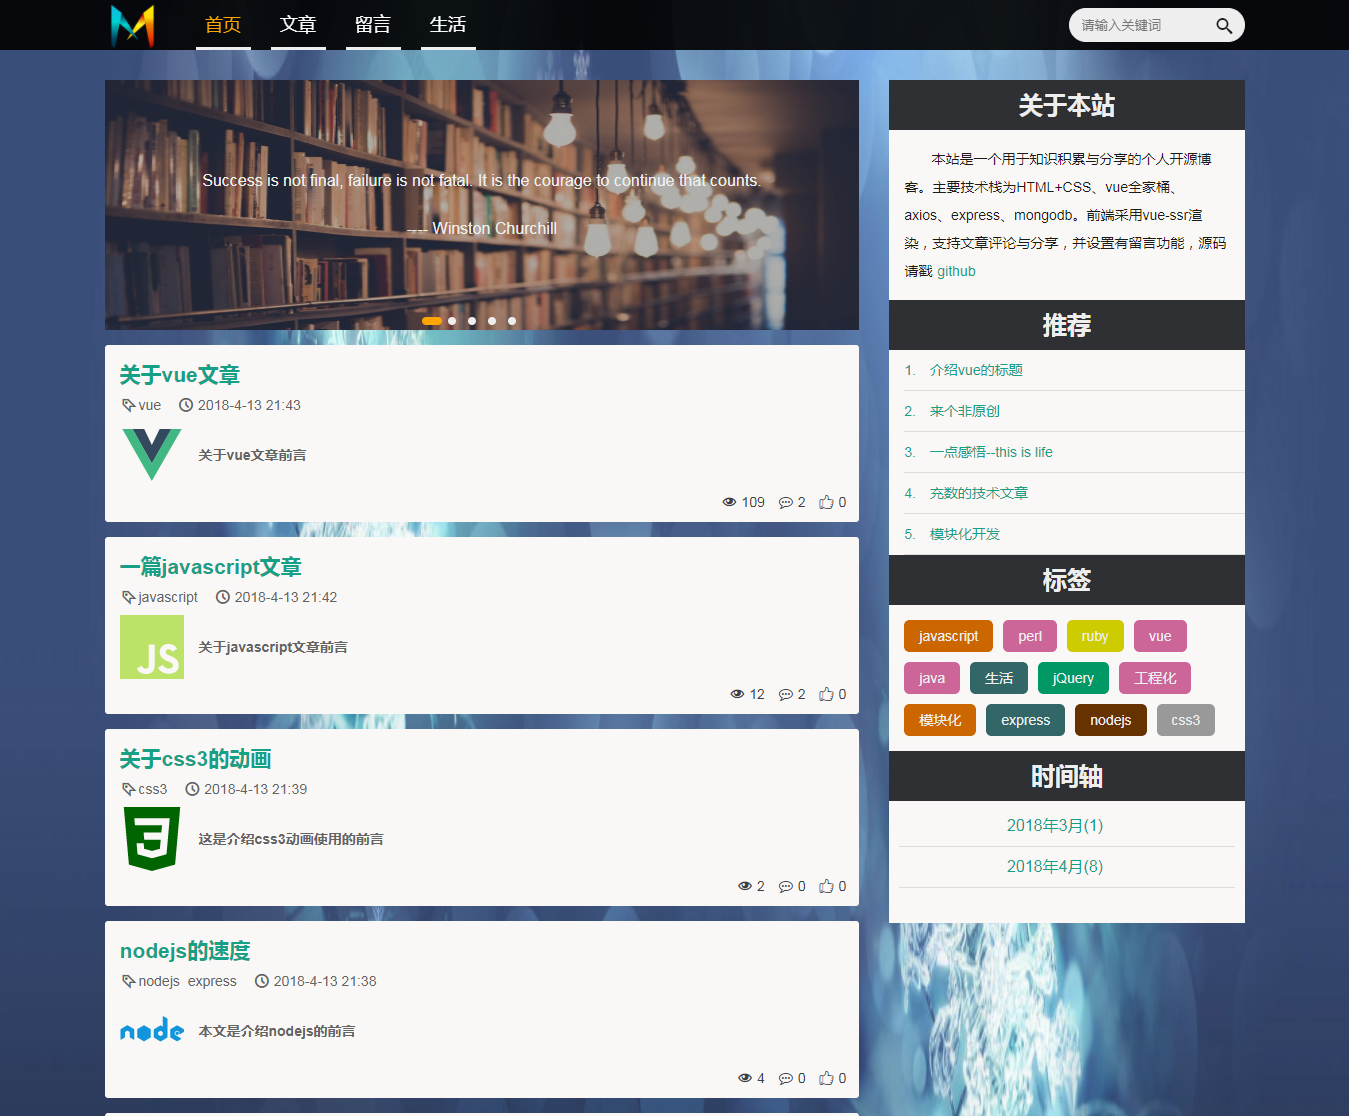 首页 文章 留言 生活 请输入关键词
Success is not final, failure is not fatal. It is the courage to continue that counts.
---- Winston Churchill
关于vue文章
vue 2018-4-13 21:43
关于vue文章前言
109 2 0
一篇javascript文章
javascript 2018-4-13 21:42
JS
关于javascript文章前言
12 2 0
关于css3的动画
css3 2018-4-13 21:39
3
这是介绍css3动画使用的前言
2 0 0
nodejs的速度
nodejs express 2018-4-13 21:38
node
本文是介绍nodejs的前言
4 0 0
关于本站
本站是一个用于知识积累与分享的个人开源博
客。主要技术栈为HTML+CSS、vue全家桶、
axios、express、mongodb。前端采用vue-ssr渲
染，支持文章评论与分享，并设置有留言功能，源码
请戳 github
推荐
1. 介绍vue的标题
2. 来个非原创
3. 一点感悟--this is life
4. 充数的技术文章
5. 模块化开发
标签
javascript perl ruby vue
java 生活 jQuery 工程化
模块化 express nodejs css3
时间轴
2018年3月(1)
2018年4月(8)